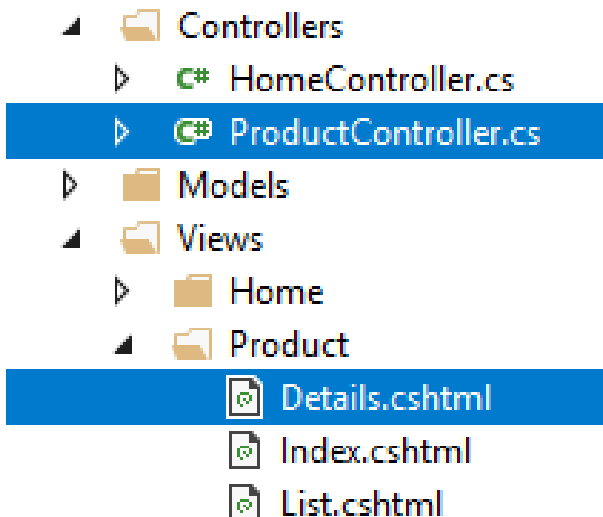 Controllers
C# HomeController.cs
C# ProductController.cs
Models
Views
Home
Product
Details.cshtml
Index.cshtml
List.cshtml